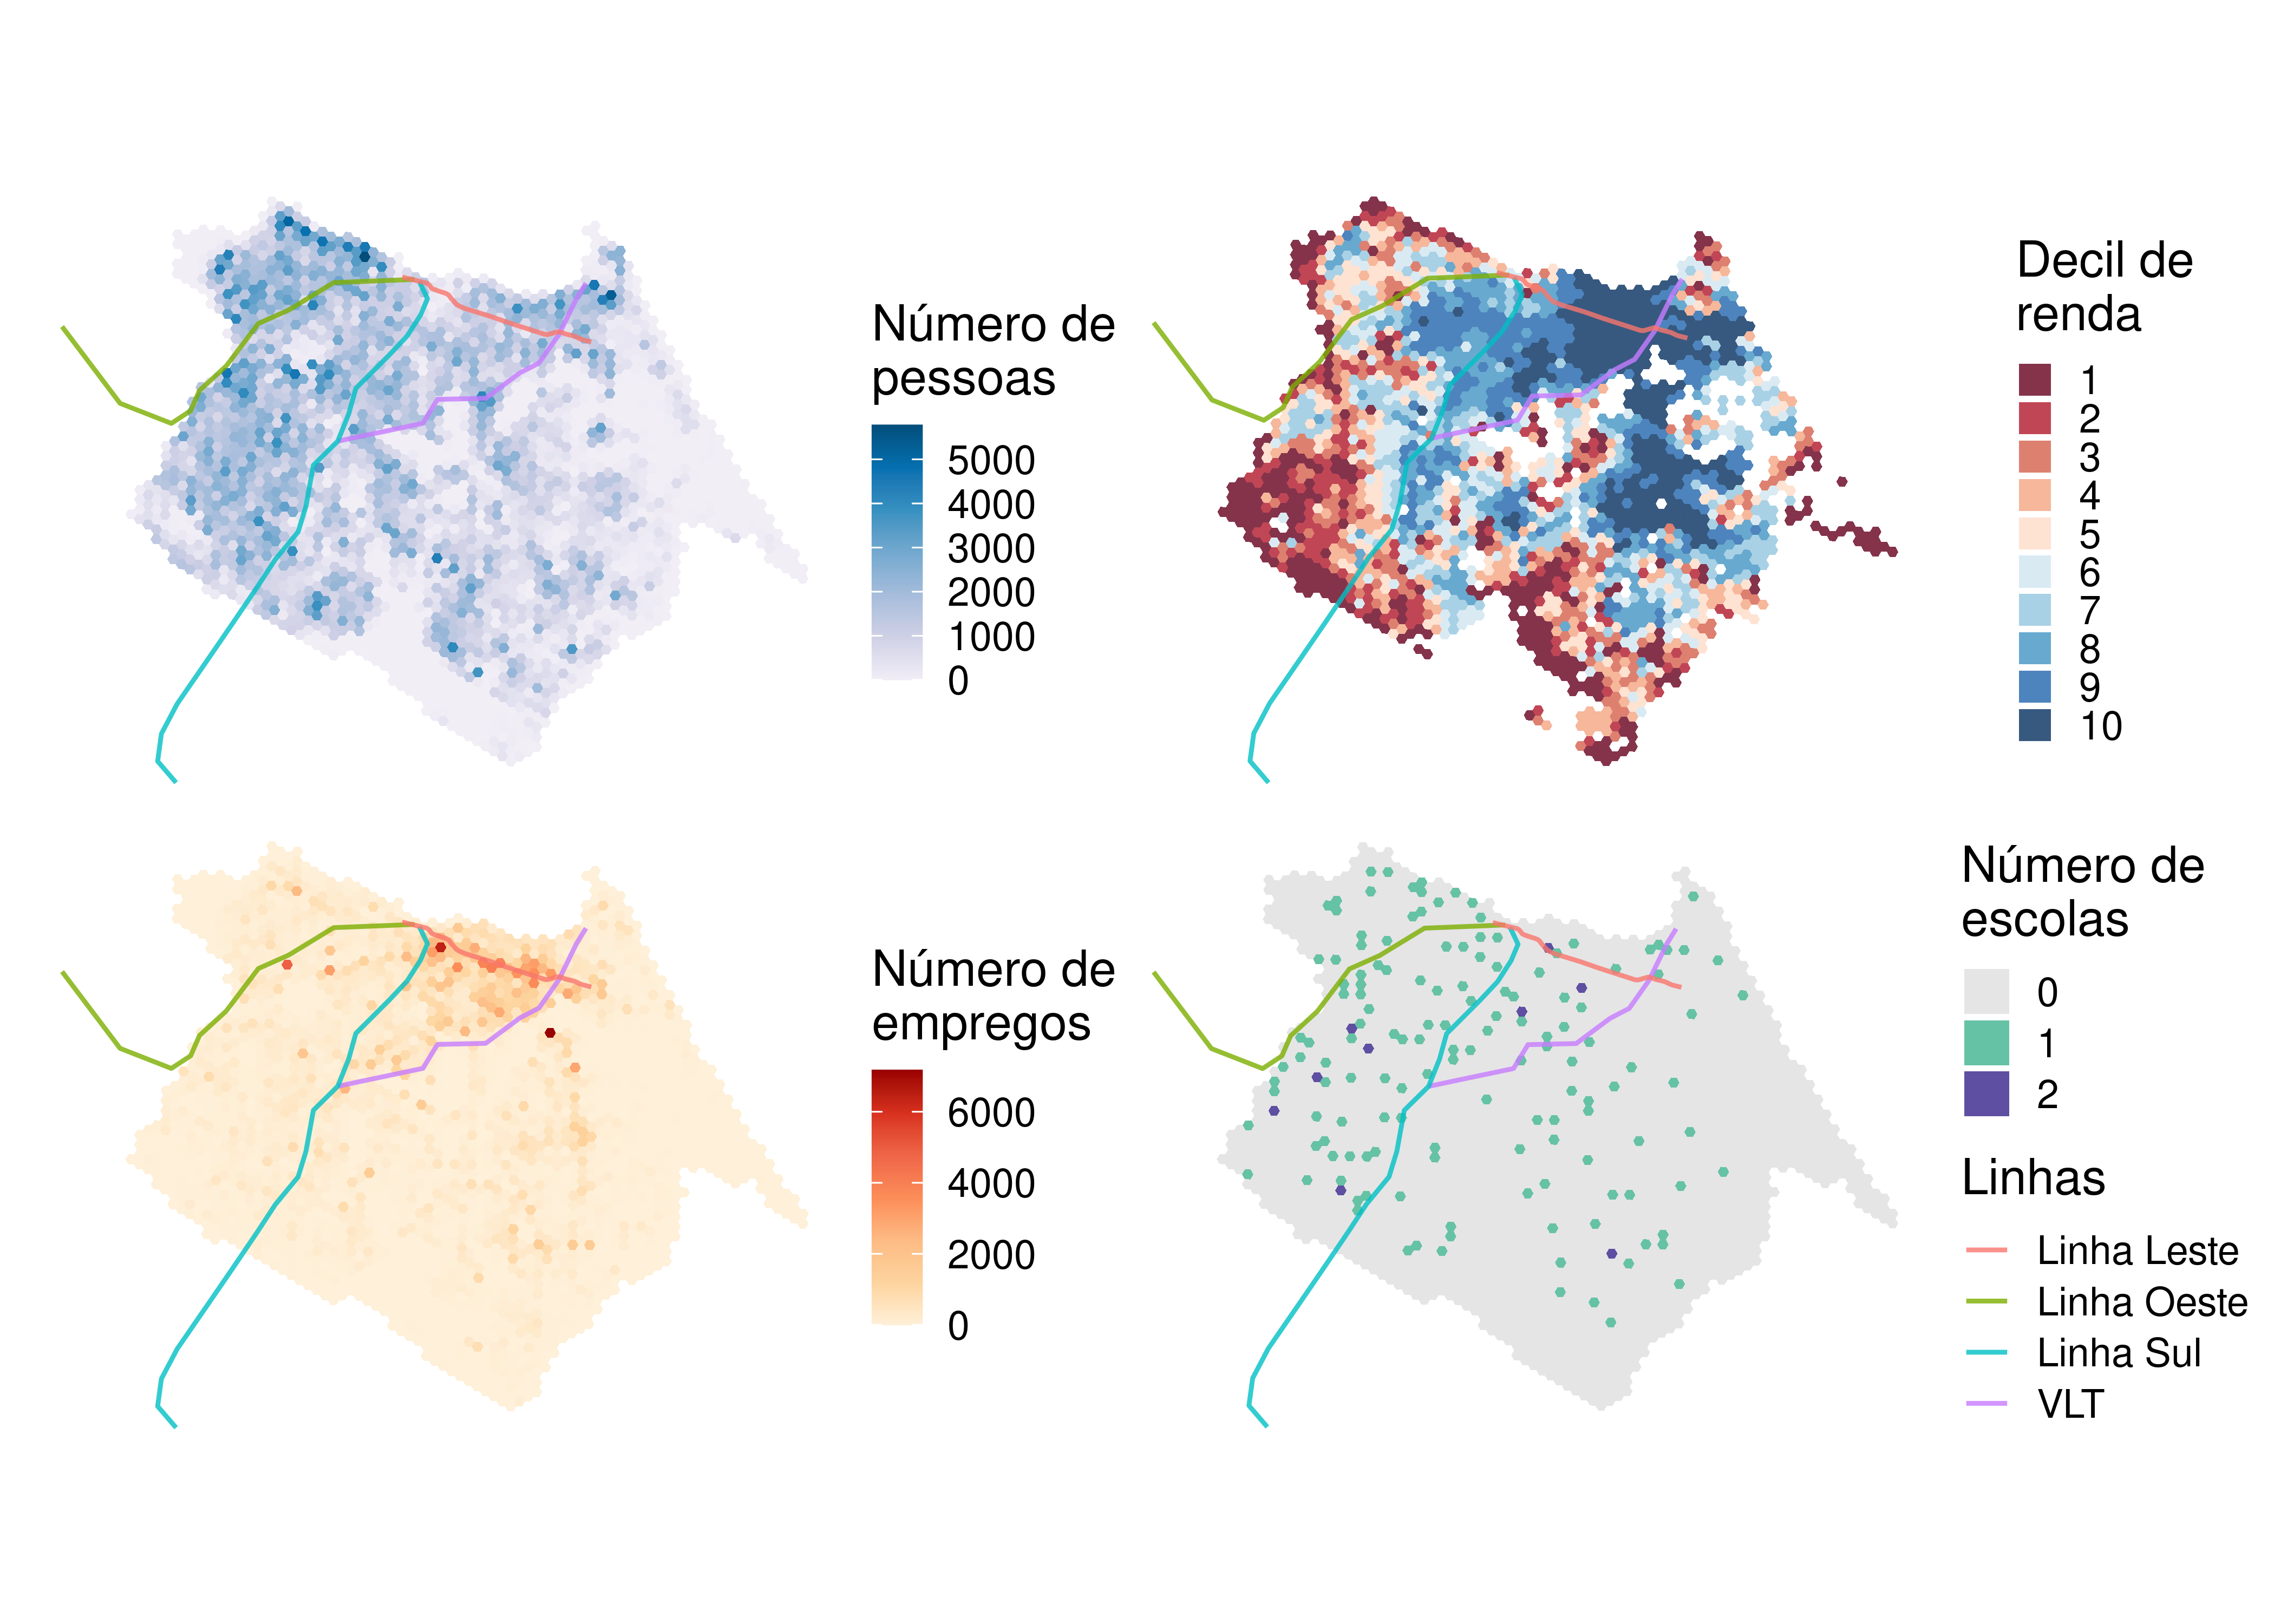 Número de
pessoas
5000
4000
3000
2000
1000
0
Decil de
renda
1
2
3
4
5
6
7
8
9
10
Número de
empregos
6000
4000
2000
0
Número de
escolas
0
1
2
Linhas
Linha Leste
Linha Oeste
Linha Sul
VLT